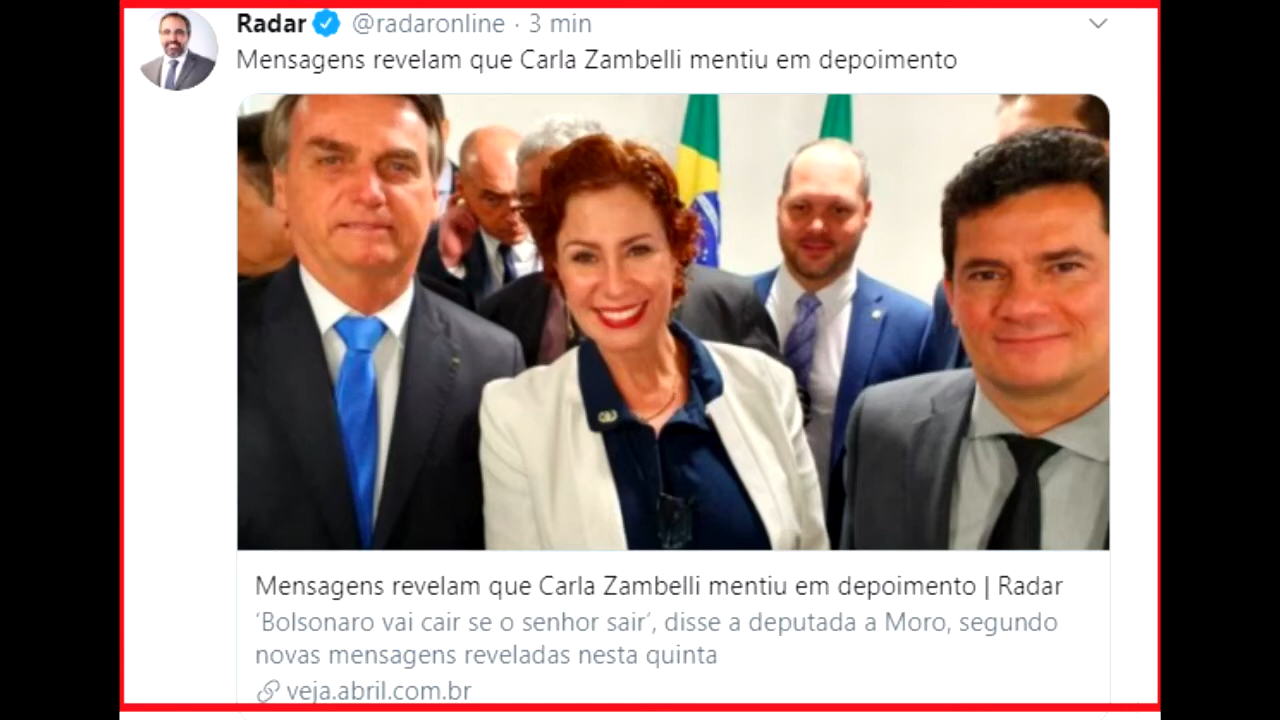 Radar @radaronline · 3 min
Mensagens revelam que Carla Zambelli mentiu em depoimento
Mensagens revelam que Carla Zambelli mentiu em depoimento | Radar
‘Bolsonaro vai cair se o senhor sair’, disse a deputada a Moro, segundo
novas mensagens reveladas nesta quinta
veja.abril.com.br